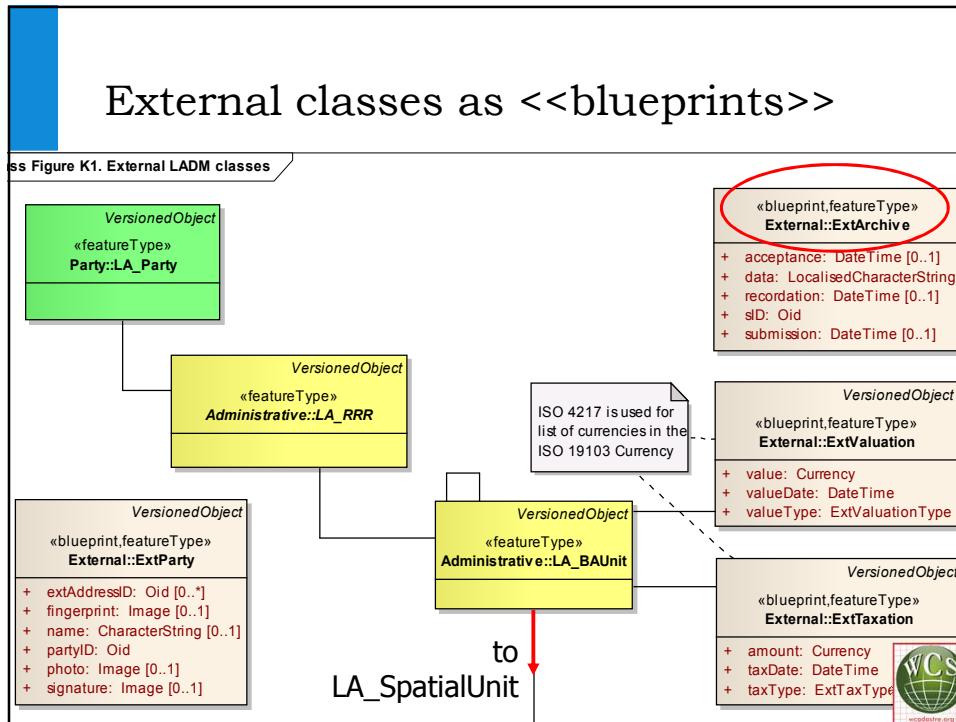 External classes as <<blueprints>>
ss Figure K1. External LADM classes
VersionedObject
«featureType»
Party::LA_Party
«blueprint,featureType»
External::ExtArchive
+ acceptance: DateTime [0..1]
+ data: LocalisedCharacterString
+ recordation: DateTime [0..1]
+ sID: Oid
+ submission: DateTime [0..1]
VersionedObject
«featureType»
Administrative::LA_RRR
ISO 4217 is used for
list of currencies in the
ISO 19103 Currency
VersionedObject
«blueprint,featureType»
External::ExtValuation
+ value: Currency
+ valueDate: DateTime
+ valueType: ExtValuationType
VersionedObject
«blueprint,featureType»
External::ExtParty
+ extAddressID: Oid [0..*]
+ fingerprint: Image [0..1]
+ name: CharacterString [0..1]
+ partyID: Oid
+ photo: Image [0..1]
+ signature: Image [0..1]
VersionedObject
«featureType»
Administrative::LA_BAUnit
VersionedObject
«blueprint,featureType»
External::ExtTaxation
+ amount: Currency
+ taxDate: DateTime
+ taxType: ExtTaxType
to
LA_SpatialUnit
WCS
wcadastre.org